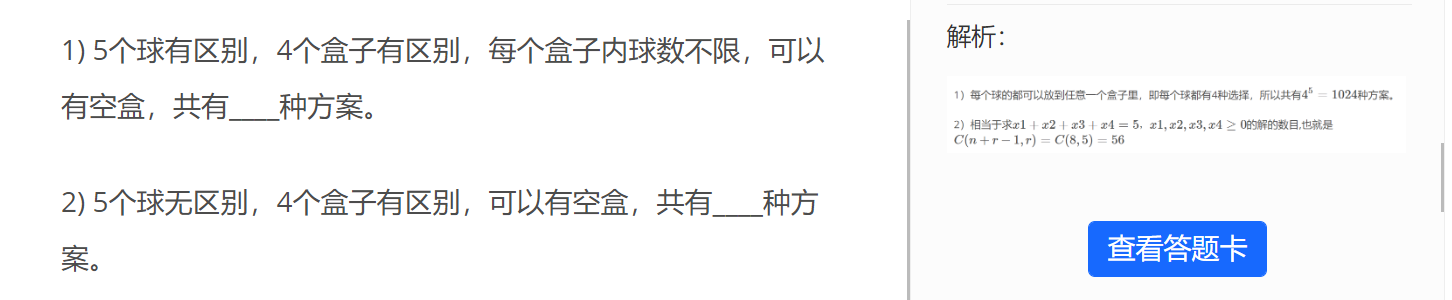 1) 5个球有区别，4个盒子有区别，每个盒子内球数不限，可以
有空盒，共有____种方案。
2) 5个球无区别，4个盒子有区别，可以有空盒，共有____种方
案。
解析：
1）每个球的都可以放到任意一个盒子里，即每个球都有4种选择，所以共有4^5 = 1024种方案。
2）相当于求x1 + x2 + x3 + x4 = 5，x1, x2, x3, x4 ≥ 0的解的数目,也就是
C(n + r − 1, r) = C(8, 5) = 56
查看答题卡